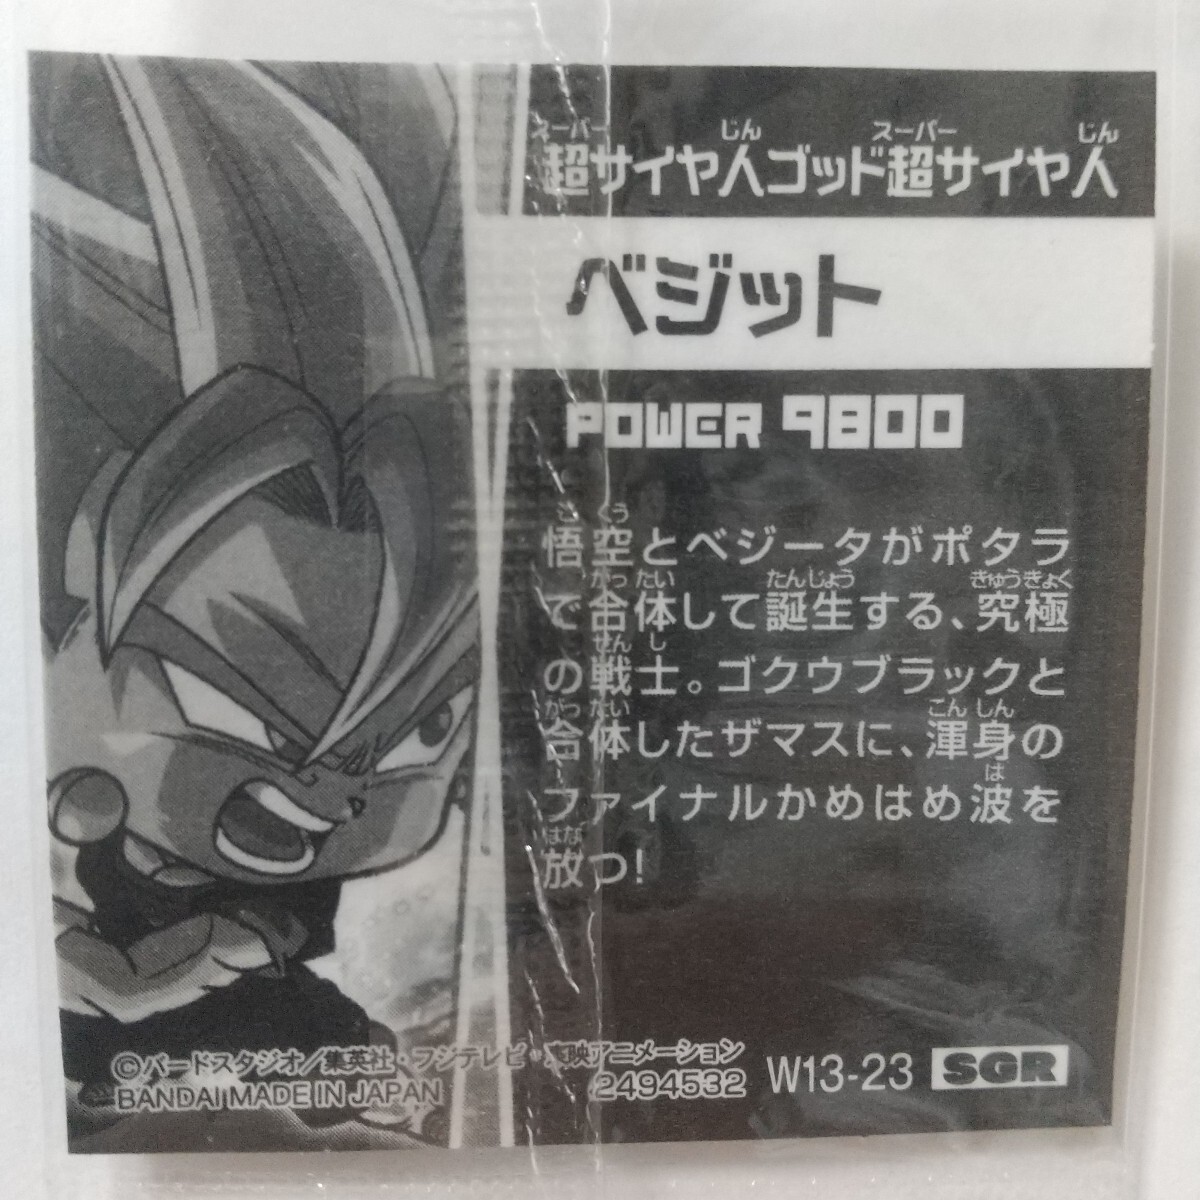 スーパー じん スーパー じん
超サイヤ人ゴッド超サイヤ人
ベジット
POWER 9800
ご くう
悟空とベジータがポタラ
がっ たい たんじょう きゅうきょく
で合体して誕生する、究極
せん し
の戦士。ゴクウブラックと
がっ たい こん しん
合体したザマスに、渾身の
は
ファイナルかめはめ波を
はな
放つ!
©バードスタジオ/集英社・フジテレビ・東映アニメーション
BANDAI MADE IN JAPAN 2494532 W13-23 SGR